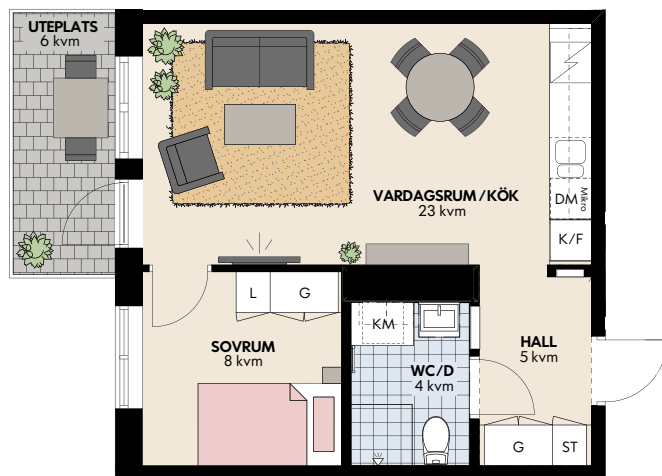 UTEPLATS
6 kvm
VARDAGSRUM/KÖK
23 kvm
DM
Mikro
K/F
L
G
KM
SOVRUM
8 kvm
WC/D
4 kvm
HALL
5 kvm
G
ST